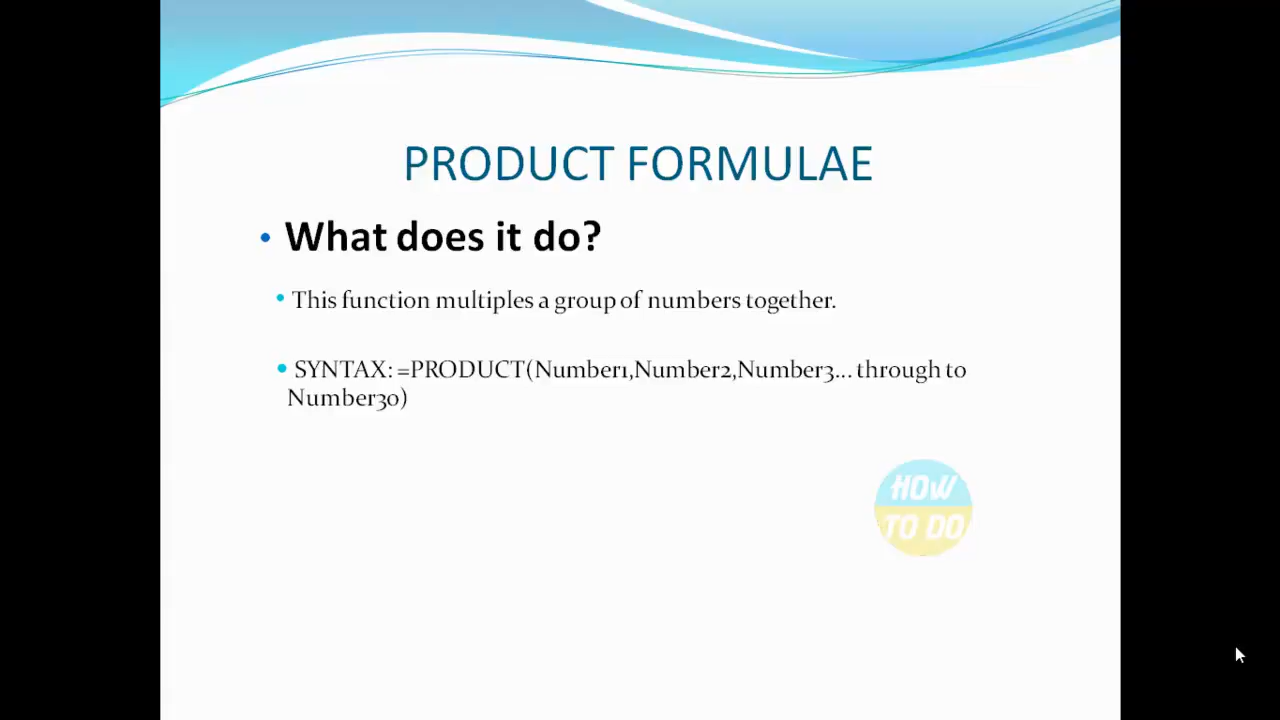 PRODUCT FORMULAE
• What does it do?
• This function multiples a group of numbers together.
• SYNTAX: =PRODUCT(Number1,Number2,Number3... through to
Number30)
HOW
TO DO